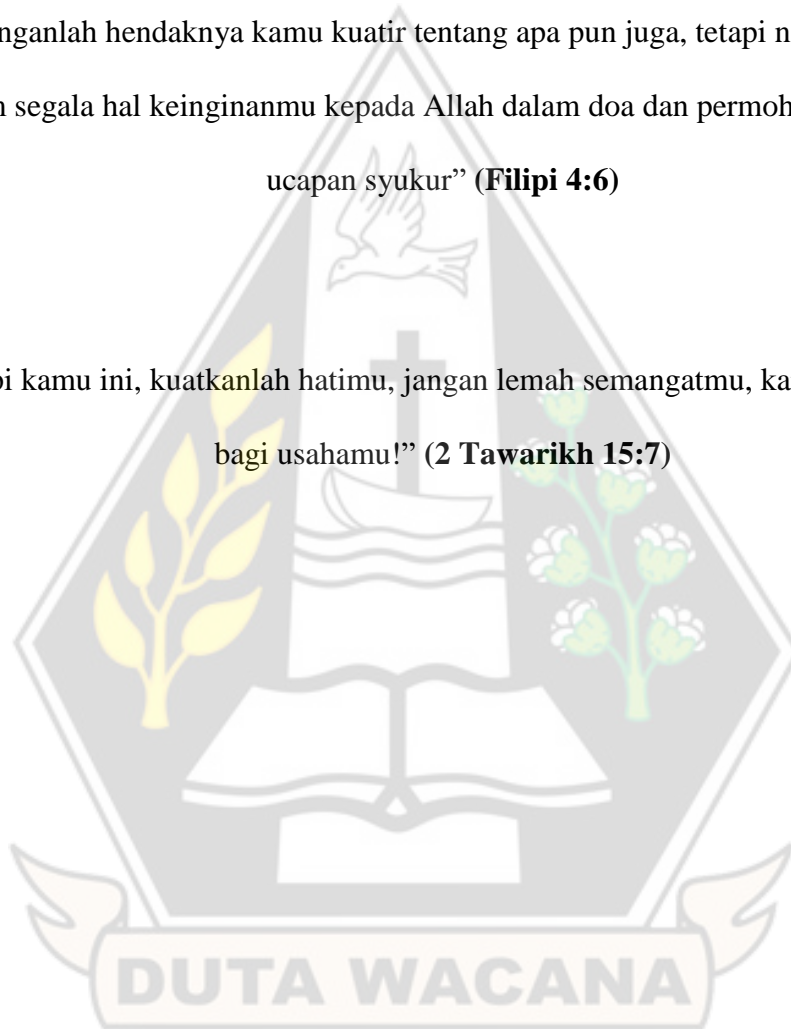 nganlah hendaknya kamu kuatir tentang apa pun juga, tetapi n
segala hal keinginanmu kepada Allah dalam doa dan permoh
ucapan syukur” (Filipi 4:6)
kamu ini, kuatkanlah hatimu, jangan lemah semangatmu, ka
bagi usahamu!” (2 Tawarikh 15:7)
DUTA WACANA